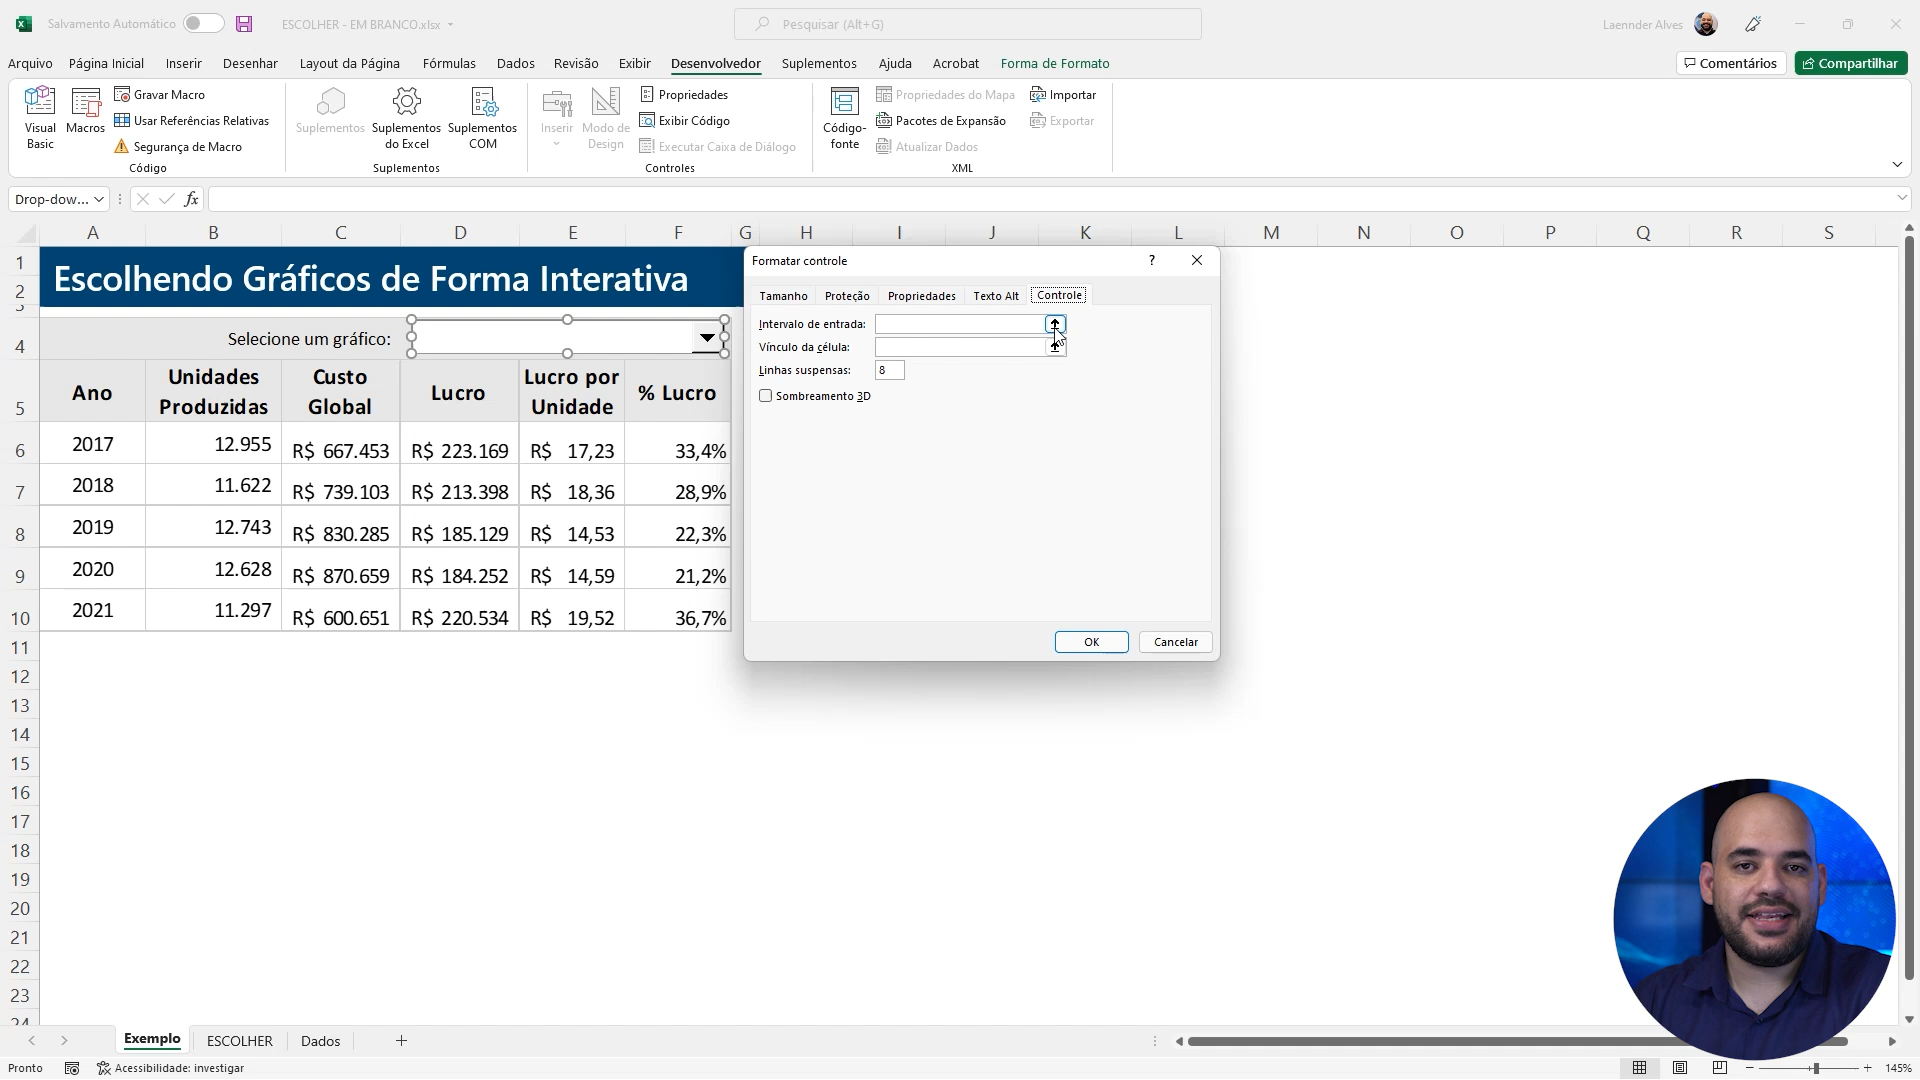 Salvamento Automático
ESCOLHER - EM BRANCO.xlsx
Pesquisar (Alt+G)
Laennder Alves
Arquivo Página Inicial Inserir Desenhar Layout da Página Fórmulas Dados Revisão Exibir Desenvolvedor Suplementos Ajuda Acrobat Forma de Formato
Comentários Compartilhar
Visual Basic
Macros
Gravar Macro
Usar Referências Relativas
Segurança de Macro
Código
Suplementos
Suplementos do Excel
Suplementos COM
Suplementos
Inserir
Modo de Design
Propriedades
Exibir Código
Executar Caixa de Diálogo
Controles
Código-fonte
Propriedades do Mapa
Pacotes de Expansão
Atualizar Dados
Importar
Exportar
XML
Drop-dow... fx
A B C D E F G H I J K L M N O P Q R S
1
2 Escolhendo Gráficos de Forma Interativa
3
4 Selecione um gráfico:
5 Ano Unidades Produzidas Custo Global Lucro Lucro por Unidade % Lucro
6 2017 12.955 R$ 667.453 R$ 223.169 R$ 17,23 33,4%
7 2018 11.622 R$ 739.103 R$ 213.398 R$ 18,36 28,9%
8 2019 12.743 R$ 830.285 R$ 185.129 R$ 14,53 22,3%
9 2020 12.628 R$ 870.659 R$ 184.252 R$ 14,59 21,2%
10 2021 11.297 R$ 600.651 R$ 220.534 R$ 19,52 36,7%
11
12
13
14
15
16
17
18
19
20
21
22
23
24
Formatar controle ?
Tamanho Proteção Propriedades Texto Alt Controle
Intervalo de entrada:
Vínculo da célula:
Linhas suspensas: 8
Sombreamento 3D
OK Cancelar
Exemplo ESCOLHER Dados
Pronto Acessibilidade: investigar 145%